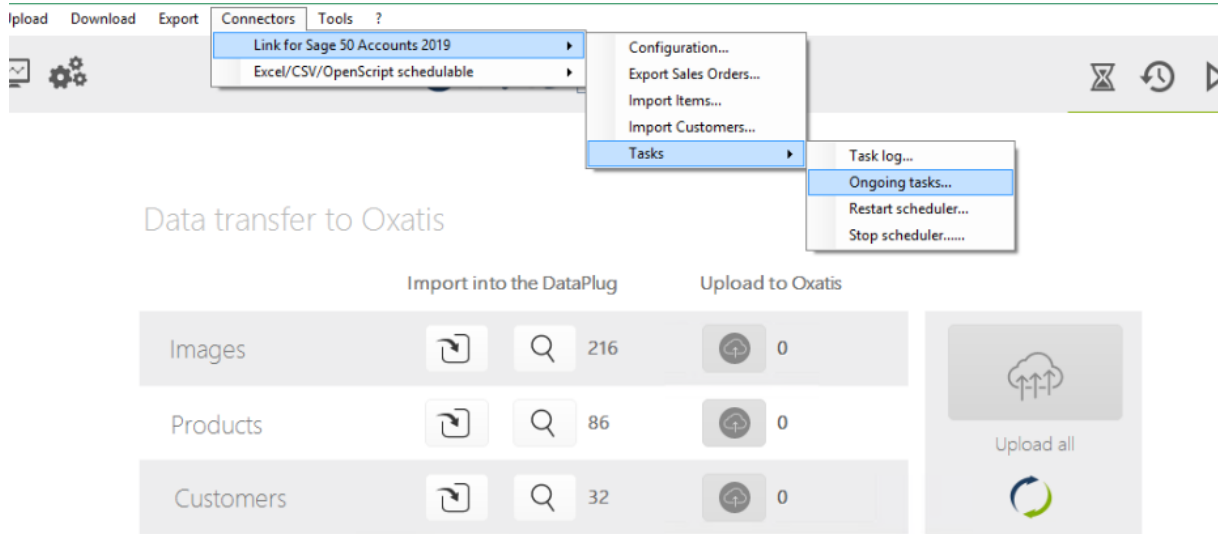 Upload Download Export Connectors Tools ?
Link for Sage 50 Accounts 2019
Excel/CSV/OpenScript schedulable
Configuration...
Export Sales Orders...
Import Items...
Import Customers...
Tasks
Task log...
Ongoing tasks...
Restart scheduler...
Stop scheduler......
Data transfer to Oxatis
Import into the DataPlug Upload to Oxatis
Images 216 0
Products 86 0
Customers 32 0
Upload all